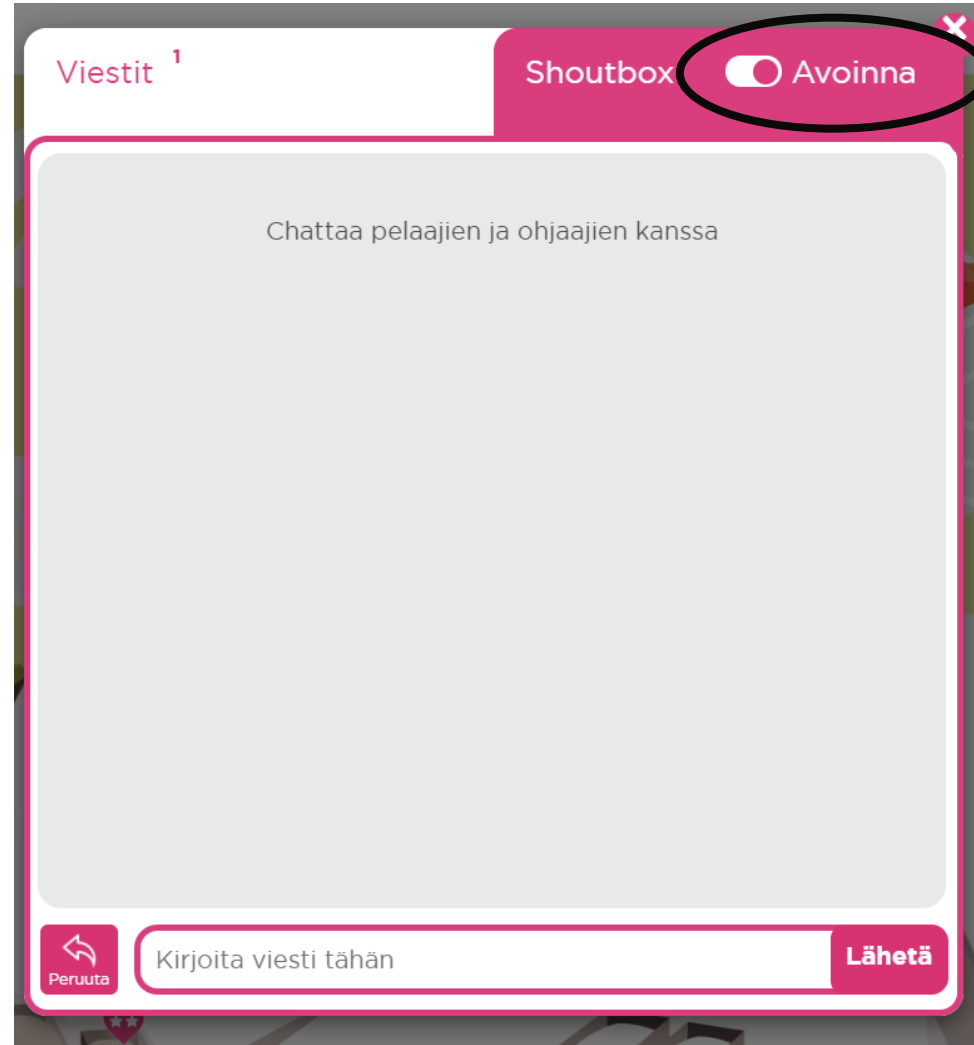 Viestit 1
Shoutbox Avoinna
Chattaa pelaajien ja ohjaajien kanssa
Peruuta
Kirjoita viesti tähän
Lähetä